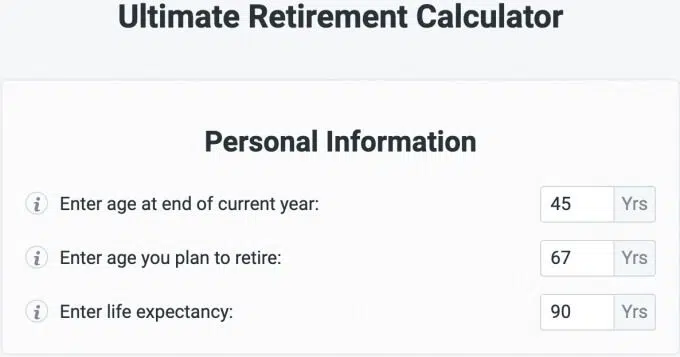 Ultimate Retirement Calculator
Personal Information
i Enter age at end of current year: 45 Yrs
i Enter age you plan to retire: 67 Yrs
i Enter life expectancy: 90 Yrs